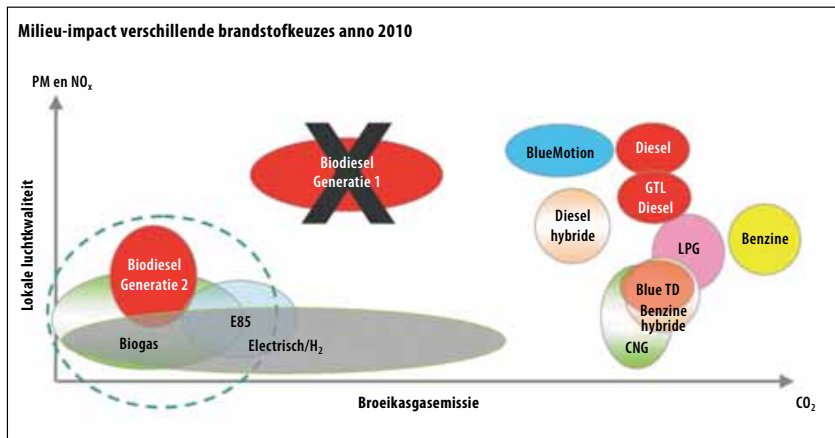 Milieu-impact verschillende brandstofkeuzes anno 2010
PM en NOx
Lokale luchtkwaliteit
Biodiesel
Generatie 1
BlueMotion
Diesel
GTL
Diesel
Diesel
hybride
LPG
Benzine
Biodiesel
Generatie 2
Blue TD
Benzine
hybride
E85
Biogas
Electrisch/H2
CNG
Broeikasgasemissie
CO2